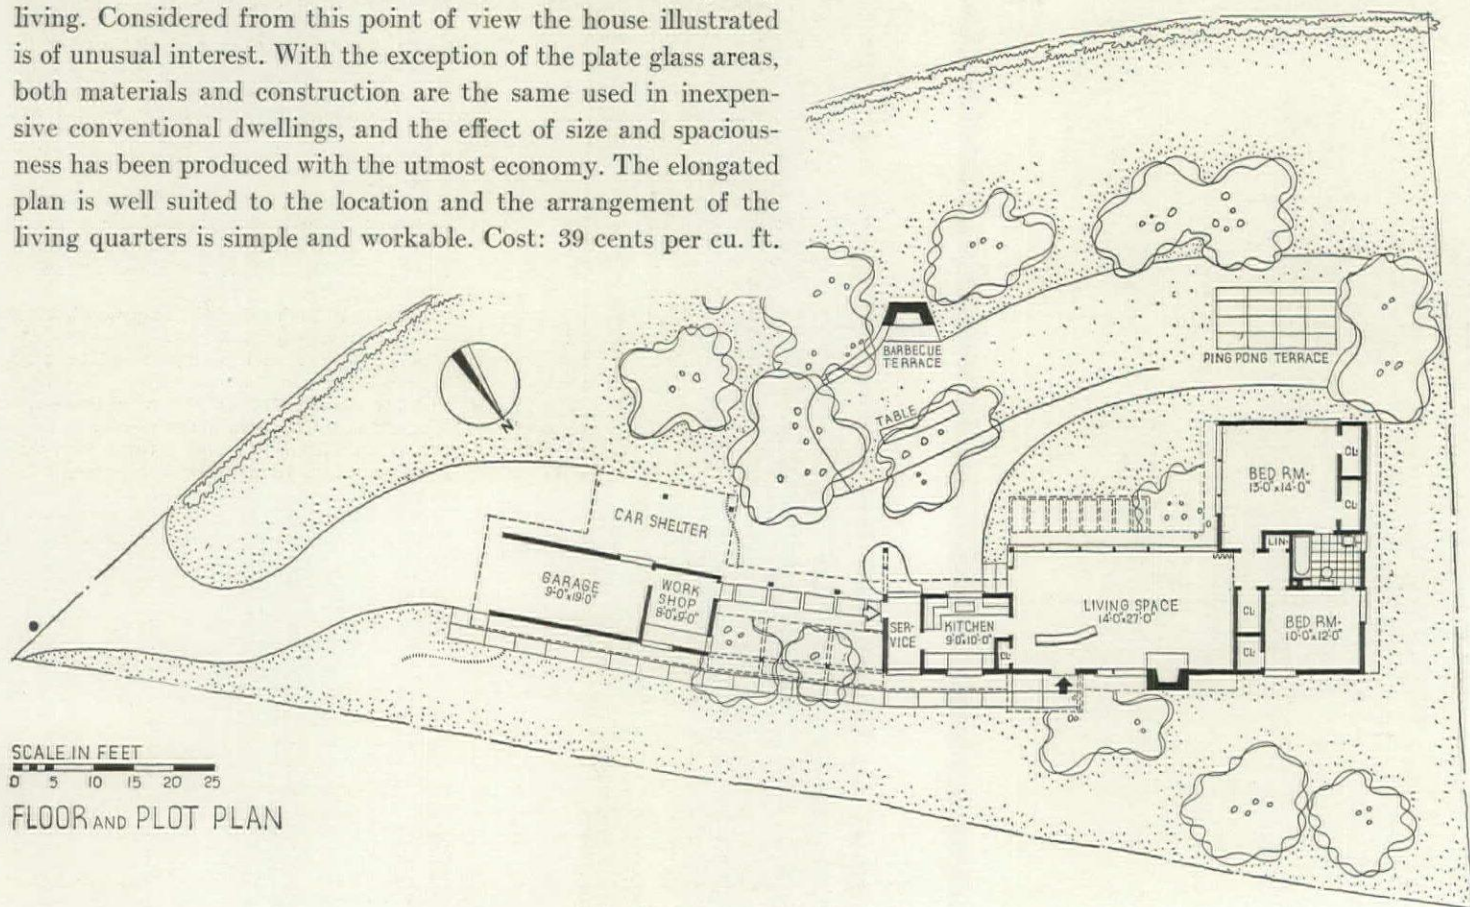 living. Considered from this point of view the house illustrated
is of unusual interest. With the exception of the plate glass areas,
both materials and construction are the same used in inexpen-
sive conventional dwellings, and the effect of size and spacious-
ness has been produced with the utmost economy. The elongated
plan is well suited to the location and the arrangement of the
living quarters is simple and workable. Cost: 39 cents per cu. ft.
BARBECUE
TERRACE
PING PONG TERRACE
N
TABLE
CAR SHELTER
BED RM·
13'-0"x14'-0"
CL·
CL·
LIN·
GARAGE
9'-0"x19'-0"
WORK
SHOP
8'-0"x9'-0"
SER-
VICE
KITCHEN
9'-0"x10'-0"
CL·
LIVING SPACE
14'-0"x27'-0"
CL·
CL·
BED RM·
10'-0"x12'-0"
SCALE IN FEET
0 5 10 15 20 25
FLOOR AND PLOT PLAN